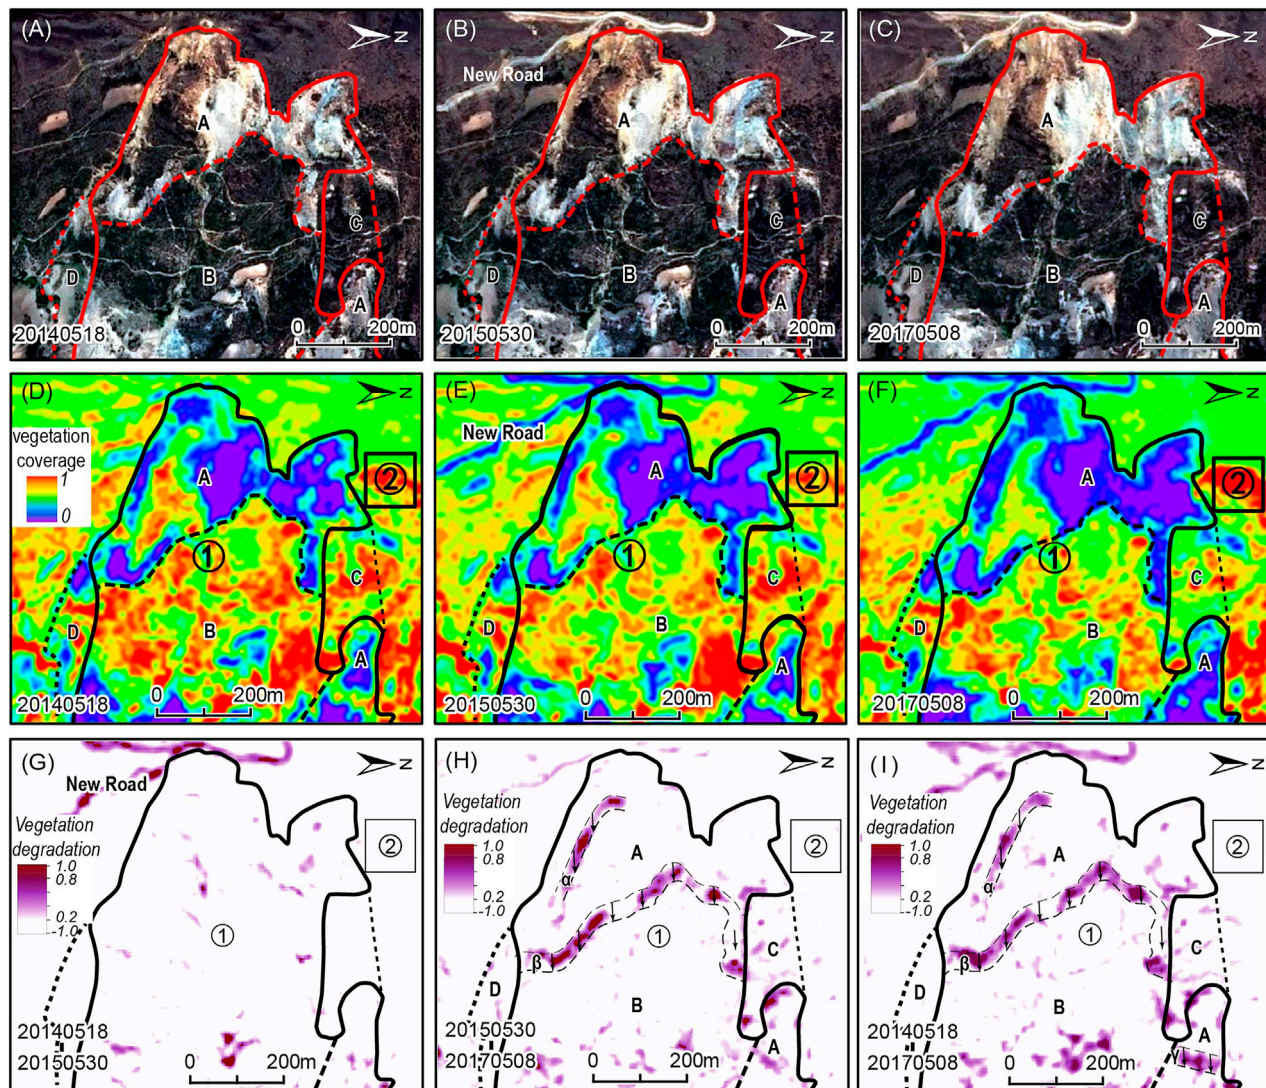 (A)
N
A
C
D
B
A
20140518
0
200m
(B)
N
New Road
A
C
D
B
A
20150530
0
200m
(C)
N
A
C
D
B
A
20170508
0
200m
(D)
N
vegetation
coverage
1
0
A
②
①
C
D
B
A
0
200m
20140518
(E)
N
New Road
A
②
①
C
D
B
A
0
200m
20150530
(F)
N
A
②
①
C
D
B
A
0
200m
20170508
(G)
N
New Road
Vegetation
degradation
1.0
0.8
0.2
-1.0
②
①
20140518
20150530
0
200m
(H)
N
Vegetation
degradation
1.0
0.8
0.2
-1.0
A
②
α
①
β
C
D
B
A
20150530
20170508
0
200m
(I)
N
Vegetation
degradation
1.0
0.8
0.2
-1.0
A
②
α
①
β
C
D
B
A
γ
20140518
20170508
0
200m